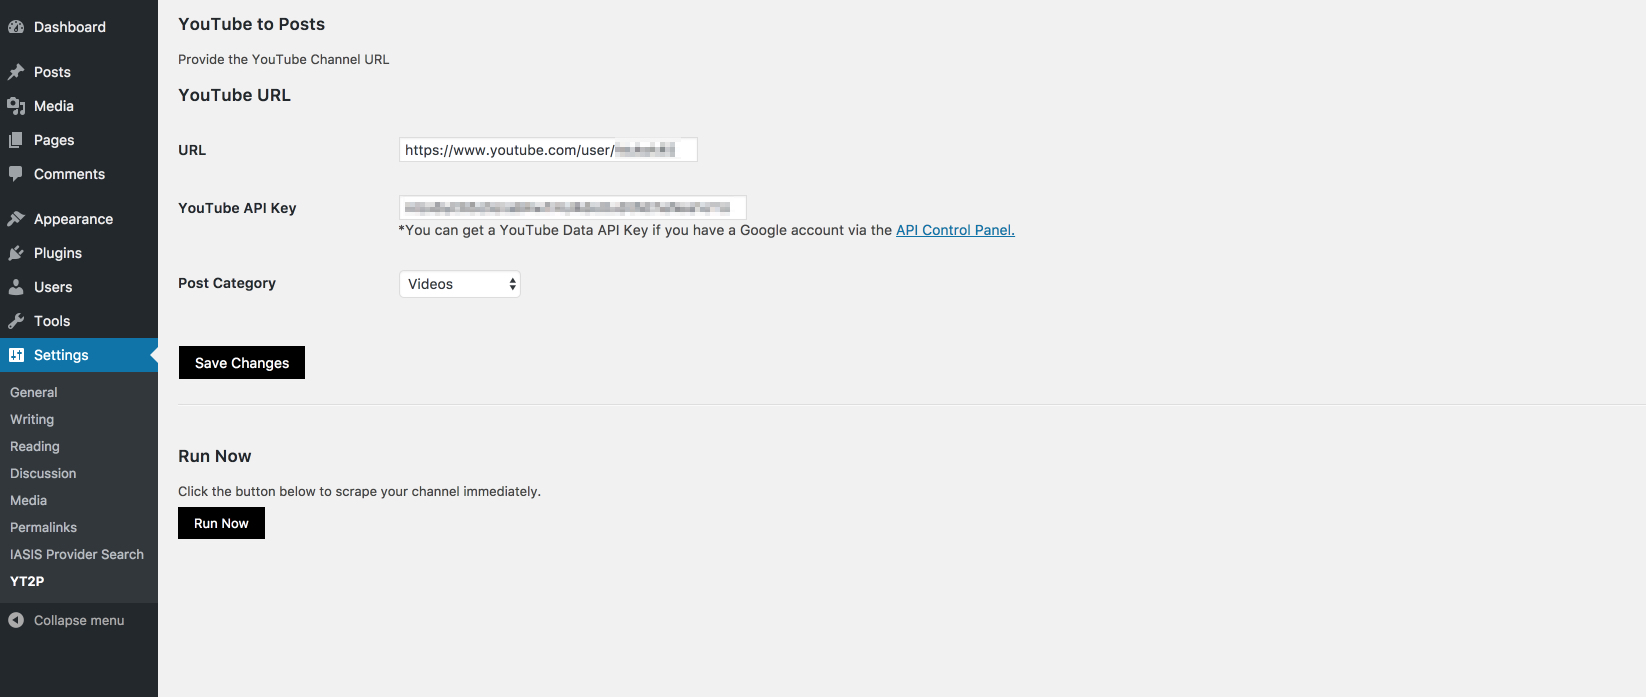 Dashboard
Posts
Media
Pages
Comments
Appearance
Plugins
Users
Tools
Settings
General
Writing
Reading
Discussion
Media
Permalinks
IASIS Provider Search
YT2P
Collapse menu
YouTube to Posts
Provide the YouTube Channel URL
YouTube URL
URL
https://www.youtube.com/user/
YouTube API Key
*You can get a YouTube Data API Key if you have a Google account via the API Control Panel.
Post Category
Videos
Save Changes
Run Now
Click the button below to scrape your channel immediately.
Run Now